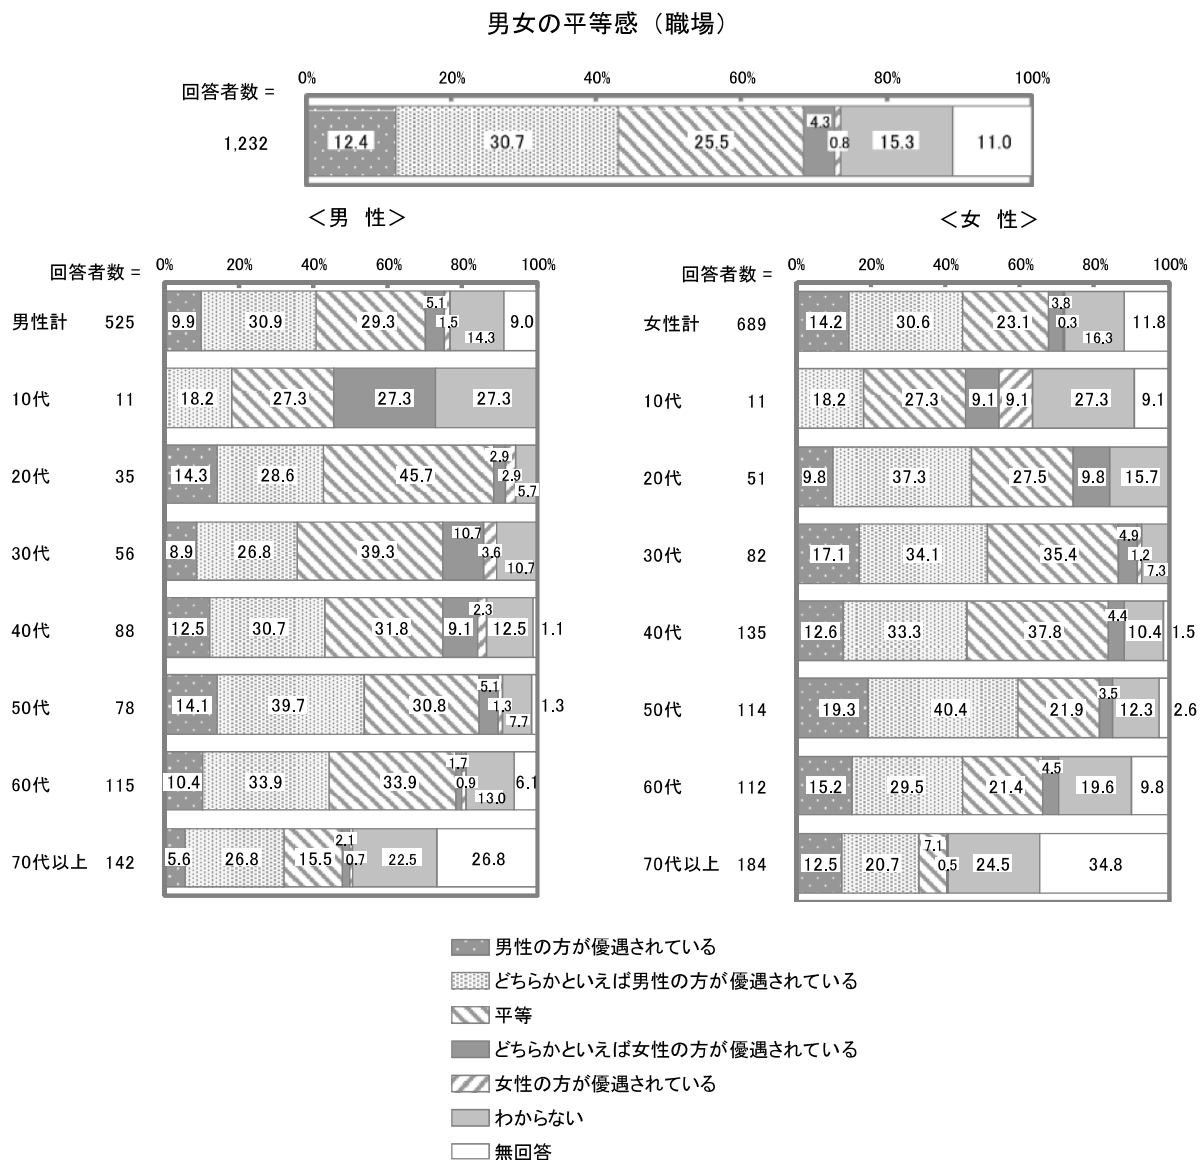 男女の平等感（職場）
回答者数 =
0% 20% 40% 60% 80% 100%
1,232 12.4 30.7 25.5 4.3 0.8 15.3 11.0
＜男 性＞
回答者数 =
0% 20% 40% 60% 80% 100%
男性計 525 9.9 30.9 29.3 5.1 1.5 14.3 9.0
10代 11 18.2 27.3 27.3 27.3
20代 35 14.3 28.6 45.7 2.9 2.9 5.7
30代 56 8.9 26.8 39.3 10.7 3.6 10.7
40代 88 12.5 30.7 31.8 9.1 2.3 12.5 1.1
50代 78 14.1 39.7 30.8 5.1 1.3 7.7 1.3
60代 115 10.4 33.9 33.9 1.7 0.9 13.0 6.1
70代以上 142 5.6 26.8 15.5 2.1 0.7 22.5 26.8
＜女 性＞
回答者数 =
0% 20% 40% 60% 80% 100%
女性計 689 14.2 30.6 23.1 3.8 0.3 16.3 11.8
10代 11 18.2 27.3 9.1 9.1 27.3 9.1
20代 51 9.8 37.3 27.5 9.8 15.7
30代 82 17.1 34.1 35.4 4.9 1.2 7.3
40代 135 12.6 33.3 37.8 4.4 10.4 1.5
50代 114 19.3 40.4 21.9 3.5 12.3 2.6
60代 112 15.2 29.5 21.4 4.5 19.6 9.8
70代以上 184 12.5 20.7 7.1 0.5 24.5 34.8
男性の方が優遇されている
どちらかといえば男性の方が優遇されている
平等
どちらかといえば女性の方が優遇されている
女性の方が優遇されている
わからない
無回答